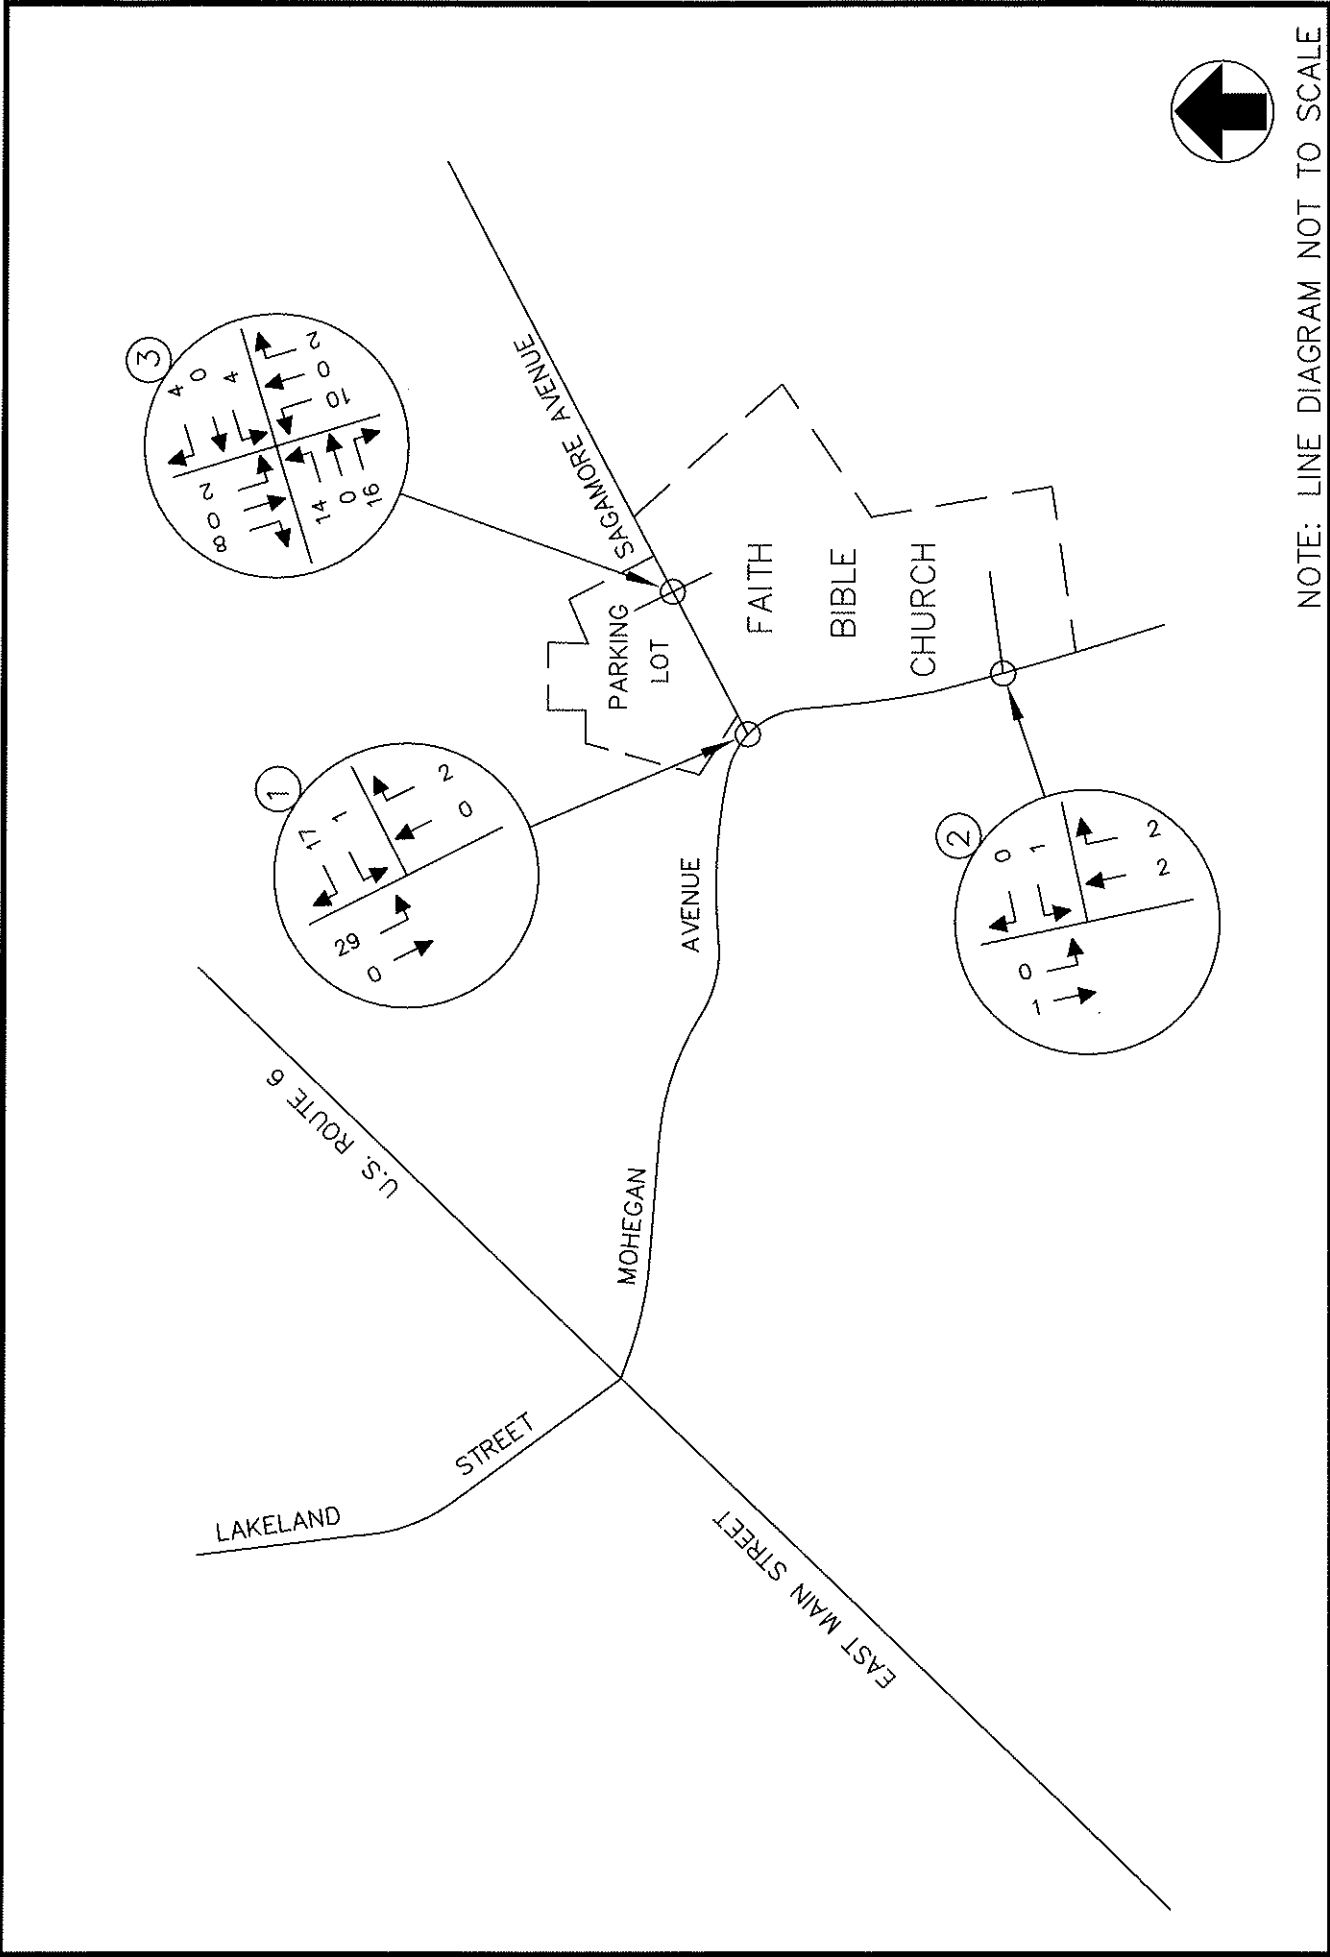 LAKELAND
STREET
U.S. ROUTE 6
EAST MAIN STREET
MOHEGAN
AVENUE
SAGAMORE AVENUE
PARKING
LOT
FAITH
BIBLE
CHURCH
1
17
1
29
0
0
2
2
0
1
0
1
2
2
3
4
0
4
8 0 2
14
0
16
10 0 2
NOTE: LINE DIAGRAM NOT TO SCALE